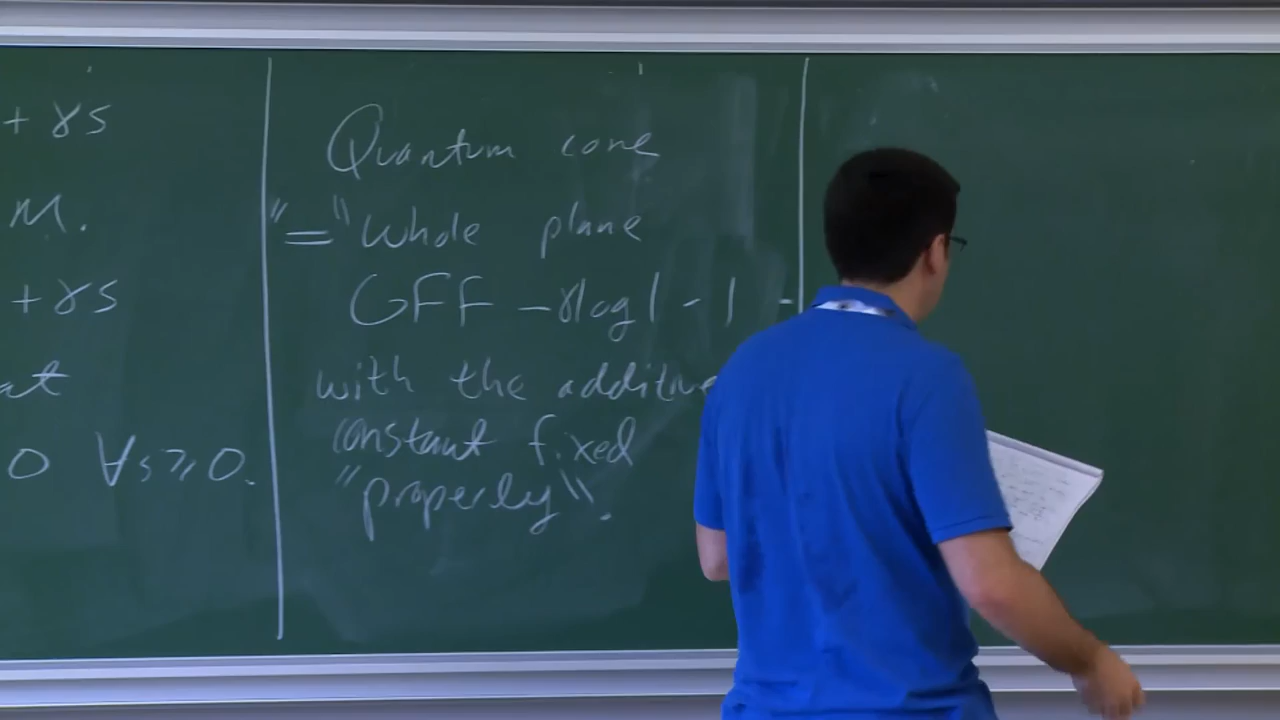 + γs
M.
+ γs
at
0 ∀s⩾0.
Quantum cone
"=" Whole plane
GFF - γlog|-|
with the additive
constant fixed
"properly".